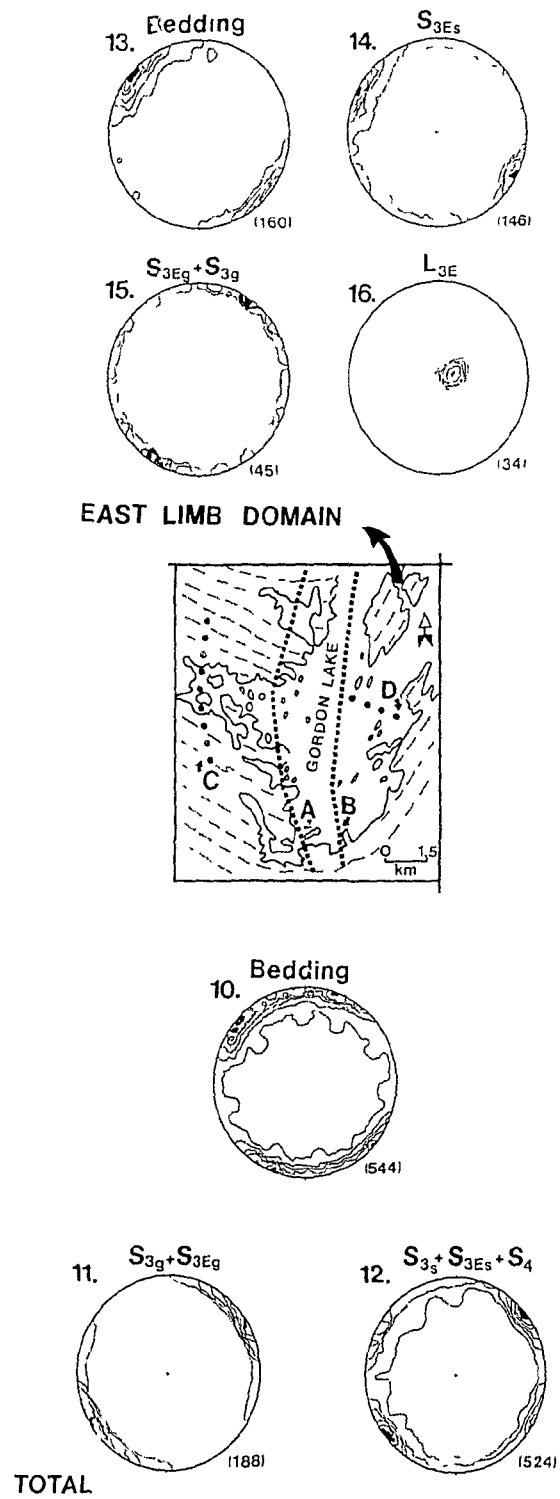 13. Bedding
(160)
14. S3Es
(146)
15. S3Eg + S3g
(45)
16. L3E
(34)
EAST LIMB DOMAIN
GORDON LAKE
A
B
C
D
0 1.5
km
10. Bedding
(544)
11. S3g + S3Eg
(188)
12. S3s + S3Es + S4
(524)
TOTAL